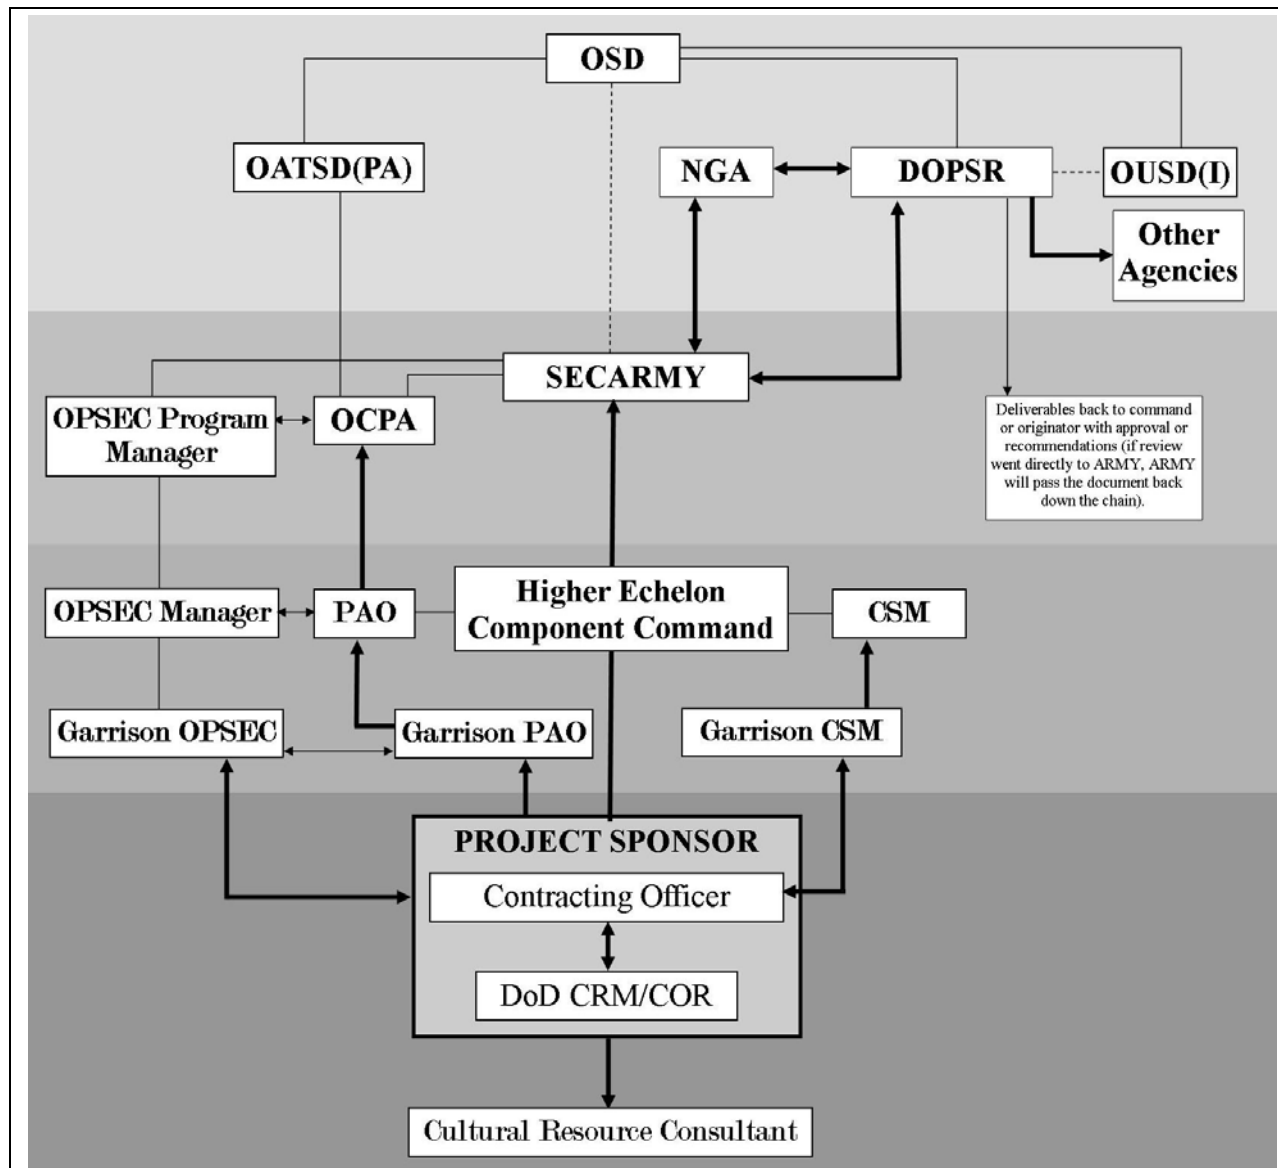 OSD
OATSD(PA)
NGA
DOPSR
OUSD(I)
Other
Agencies
SECARMY
OPSEC Program
Manager
OCPA
Deliverables back to command
or originator with approval or
recommendations (if review
went directly to ARMY, ARMY
will pass the document back
down the chain).
OPSEC Manager
PAO
Higher Echelon
Component Command
CSM
Garrison OPSEC
Garrison PAO
Garrison CSM
PROJECT SPONSOR
Contracting Officer
DoD CRM/COR
Cultural Resource Consultant